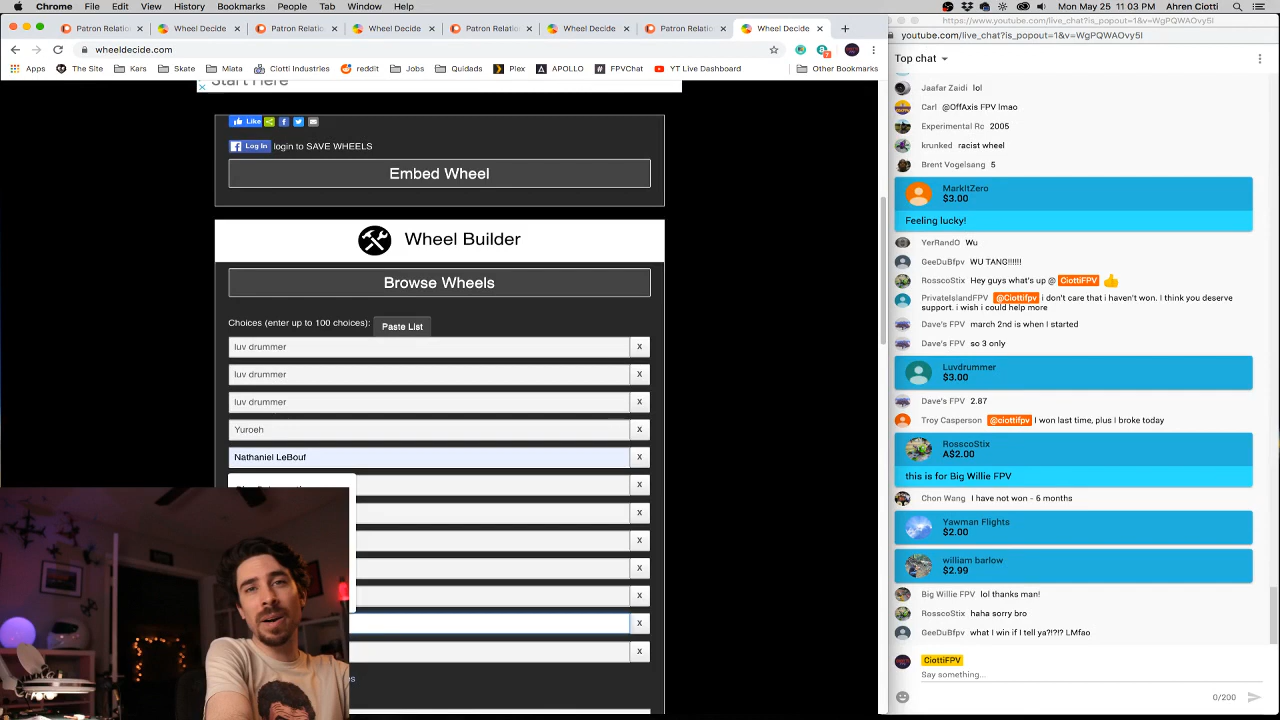 Chrome File Edit View History Bookmarks People Tab Window Help
Mon May 25 11:03 PM Ahren Ciotti
https://www.youtube.com/live_chat?is_popout=1&v=WgPQWAOvy5I
Patron Relatio Wheel Decide Patron Relatio Wheel Decide Patron Relatio Wheel Decide Patron Relatio Wheel Decide
wheeldecide.com
youtube.com/live_chat?is_popout=1&v=WgPQWAOvy5I
Apps The Site Kars Skate Miata Ciotti Industries reddit Jobs Quidads Plex APOLLO FPVChat YT Live Dashboard Other Bookmarks
Start Here
Like
Log In login to SAVE WHEELS
Embed Wheel
Wheel Builder
Browse Wheels
Choices (enter up to 100 choices): Paste List
luv drummer X
luv drummer X
luv drummer X
Yuroeh X
Nathaniel LeBouf X
X
X
X
X
X
X
X
Top chat
Jaafar Zaidi lol
Carl @OffAxis FPV lmao
Experimental Rc 2005
krunked racist wheel
Brent Vogelsang 5
MarkItZero
$3.00
Feeling lucky!
YerRandO Wu
GeeDuBfpv WU TANG!!!!!!
RosscoStix Hey guys what's up @ CiottiFPV 👍
PrivateIslandFPV @Ciottifpv i don't care that i haven't won. I think you deserve
support. i wish i could help more
Dave's FPV march 2nd is when I started
Dave's FPV so 3 only
Luvdrummer
$3.00
Dave's FPV 2.87
Troy Casperson @ciottifpv I won last time, plus I broke today
RosscoStix
A$2.00
this is for Big Willie FPV
Chon Wang I have not won - 6 months
Yawman Flights
$2.00
william barlow
$2.99
Big Willie FPV lol thanks man!
RosscoStix haha sorry bro
GeeDuBfpv what I win if I tell ya?!?!? LMfao
CiottiFPV
Say something...
0/200